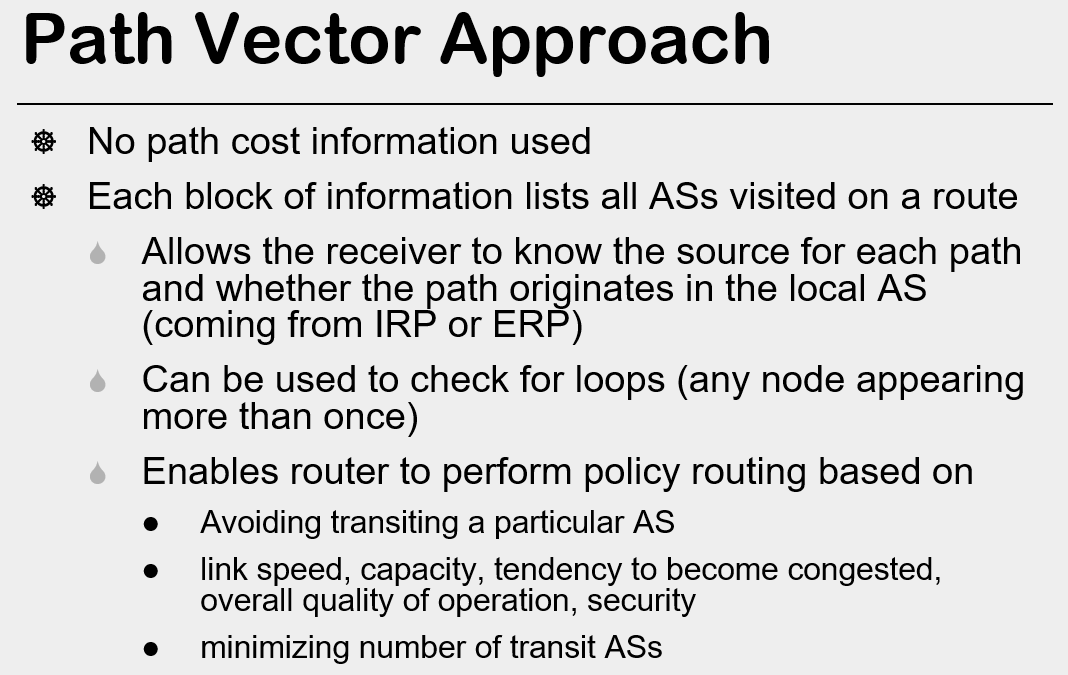 Path Vector Approach
No path cost information used
Each block of information lists all ASs visited on a route
Allows the receiver to know the source for each path
and whether the path originates in the local AS
(coming from IRP or ERP)
Can be used to check for loops (any node appearing
more than once)
Enables router to perform policy routing based on
Avoiding transiting a particular AS
link speed, capacity, tendency to become congested,
overall quality of operation, security
minimizing number of transit ASs